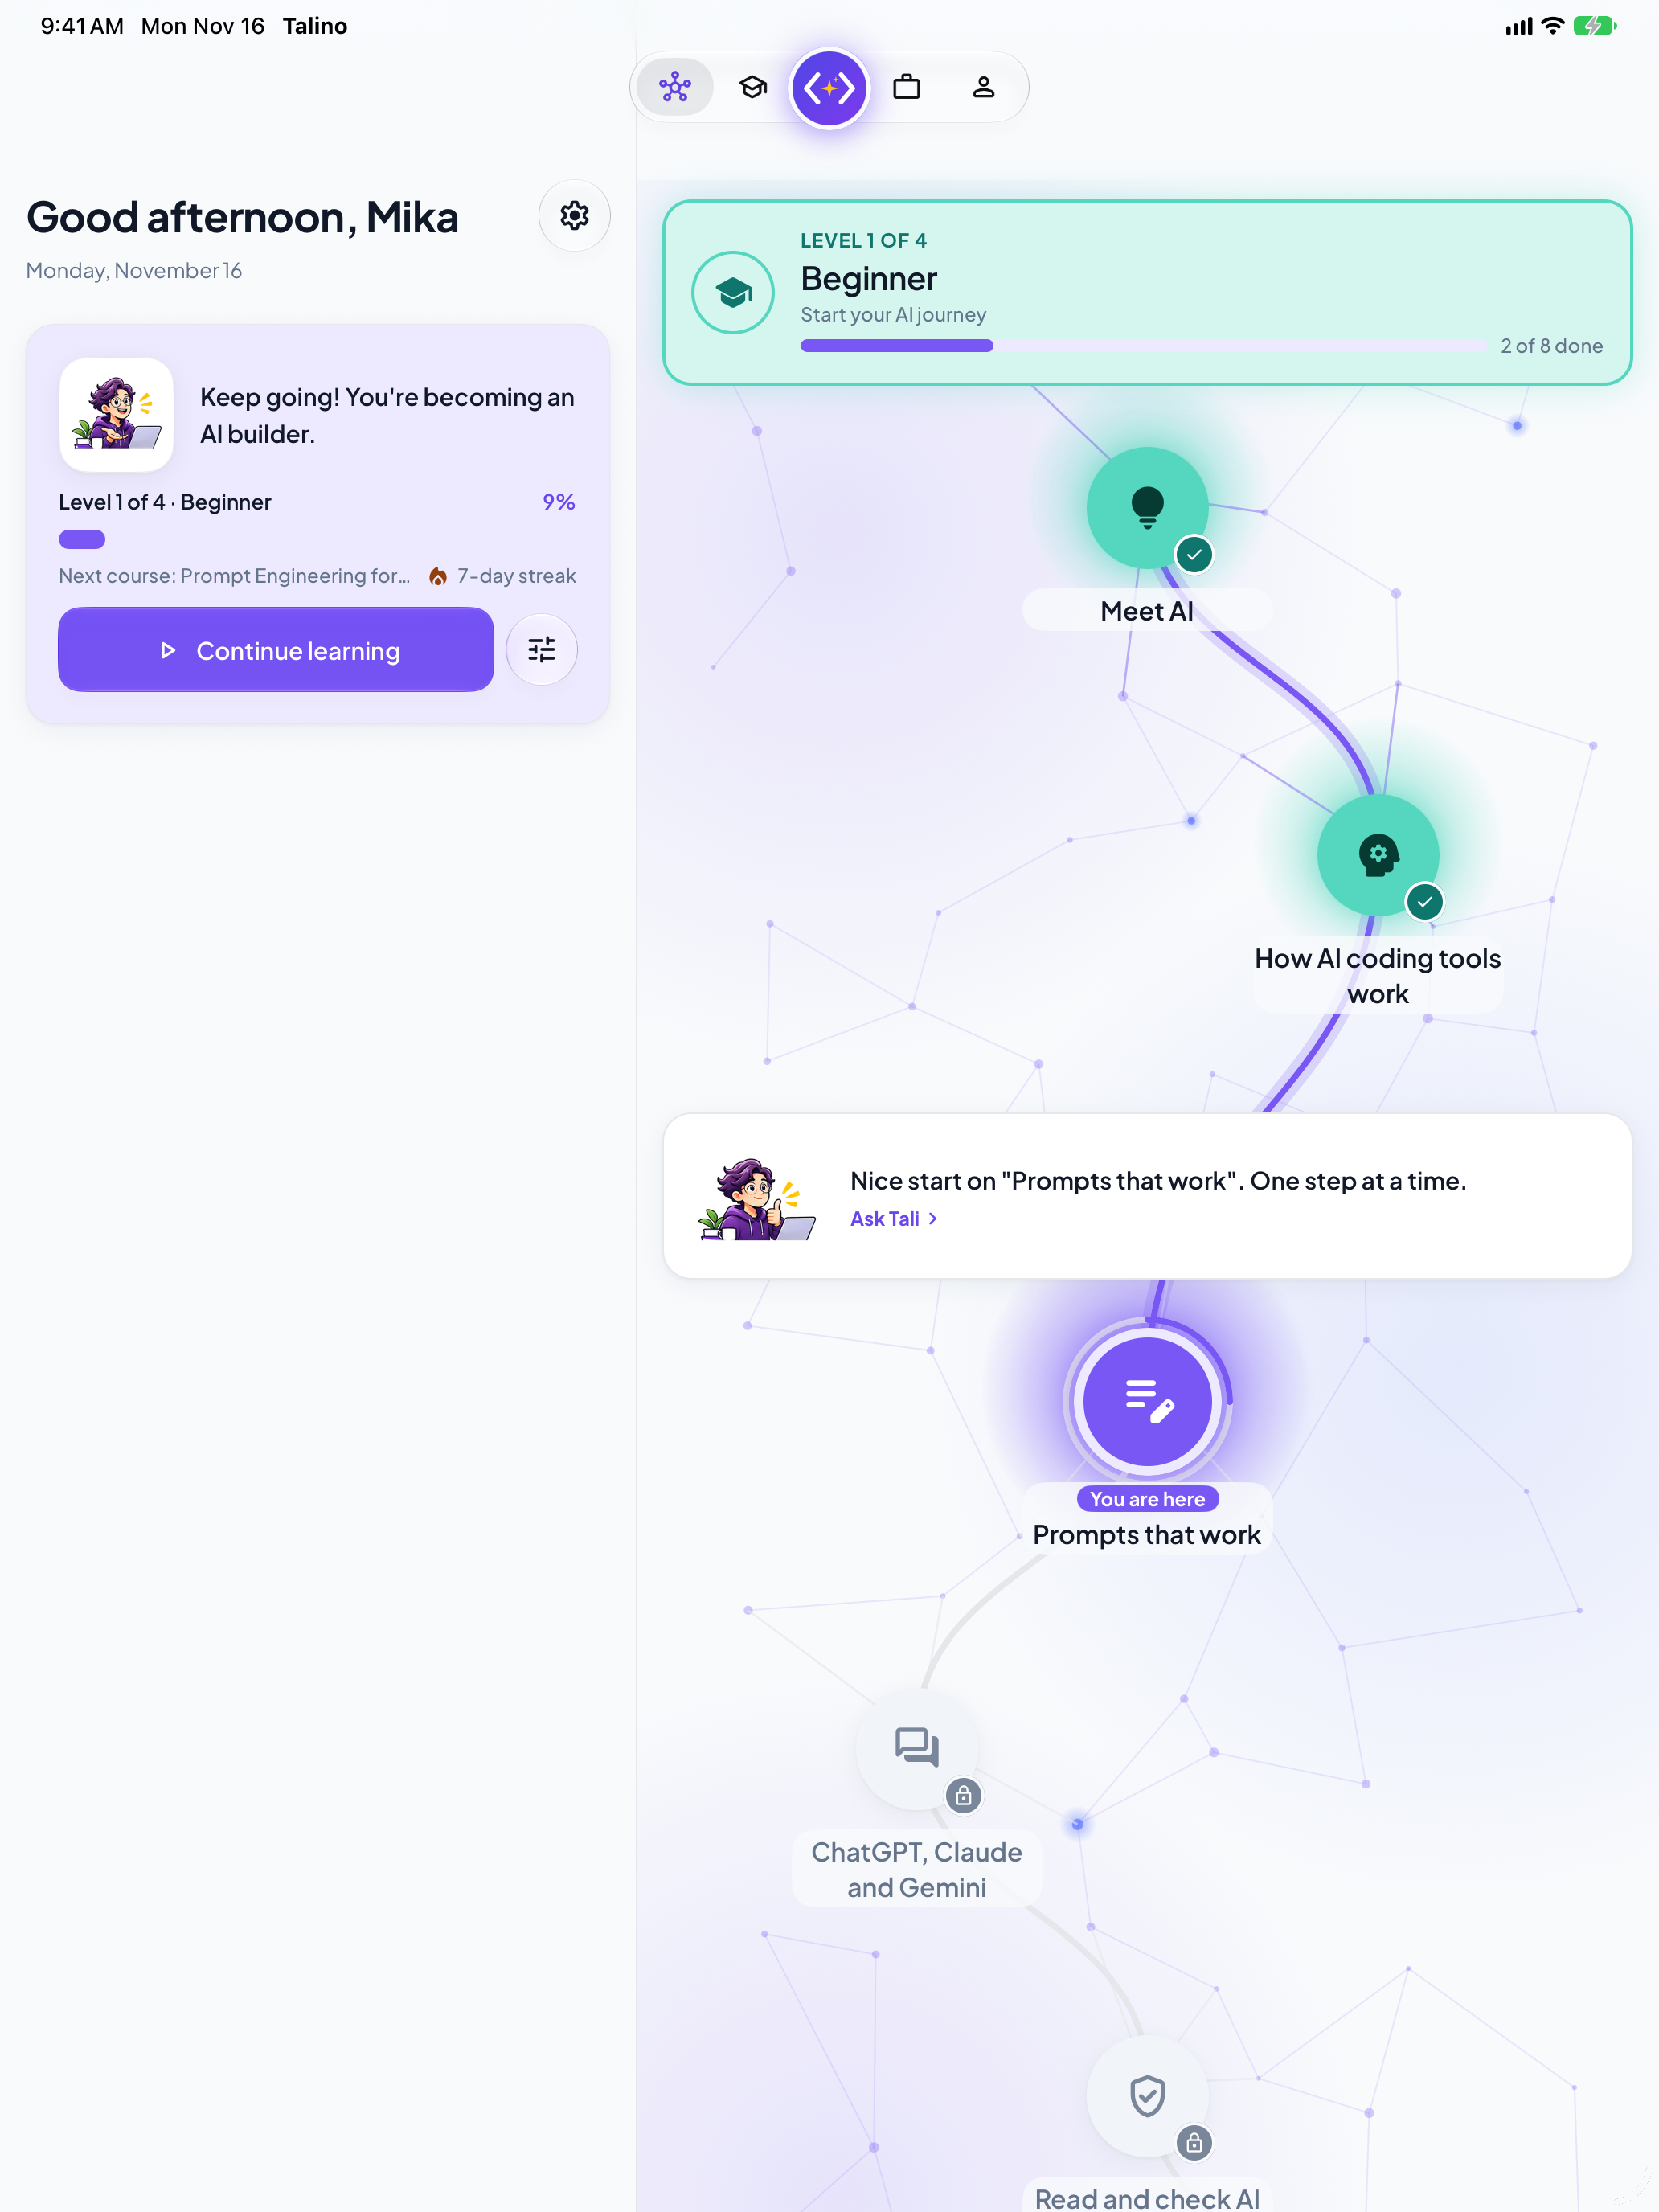 9:41 AM Mon Nov 16 Talino
Good afternoon, Mika
Monday, November 16
Keep going! You're becoming an
AI builder.
Level 1 of 4 · Beginner 9%
Next course: Prompt Engineering for... 7-day streak
Continue learning
LEVEL 1 OF 4
Beginner
Start your AI journey
2 of 8 done
Meet AI
How AI coding tools
work
Nice start on "Prompts that work". One step at a time.
Ask Tali
You are here
Prompts that work
ChatGPT, Claude
and Gemini
Read and check AI